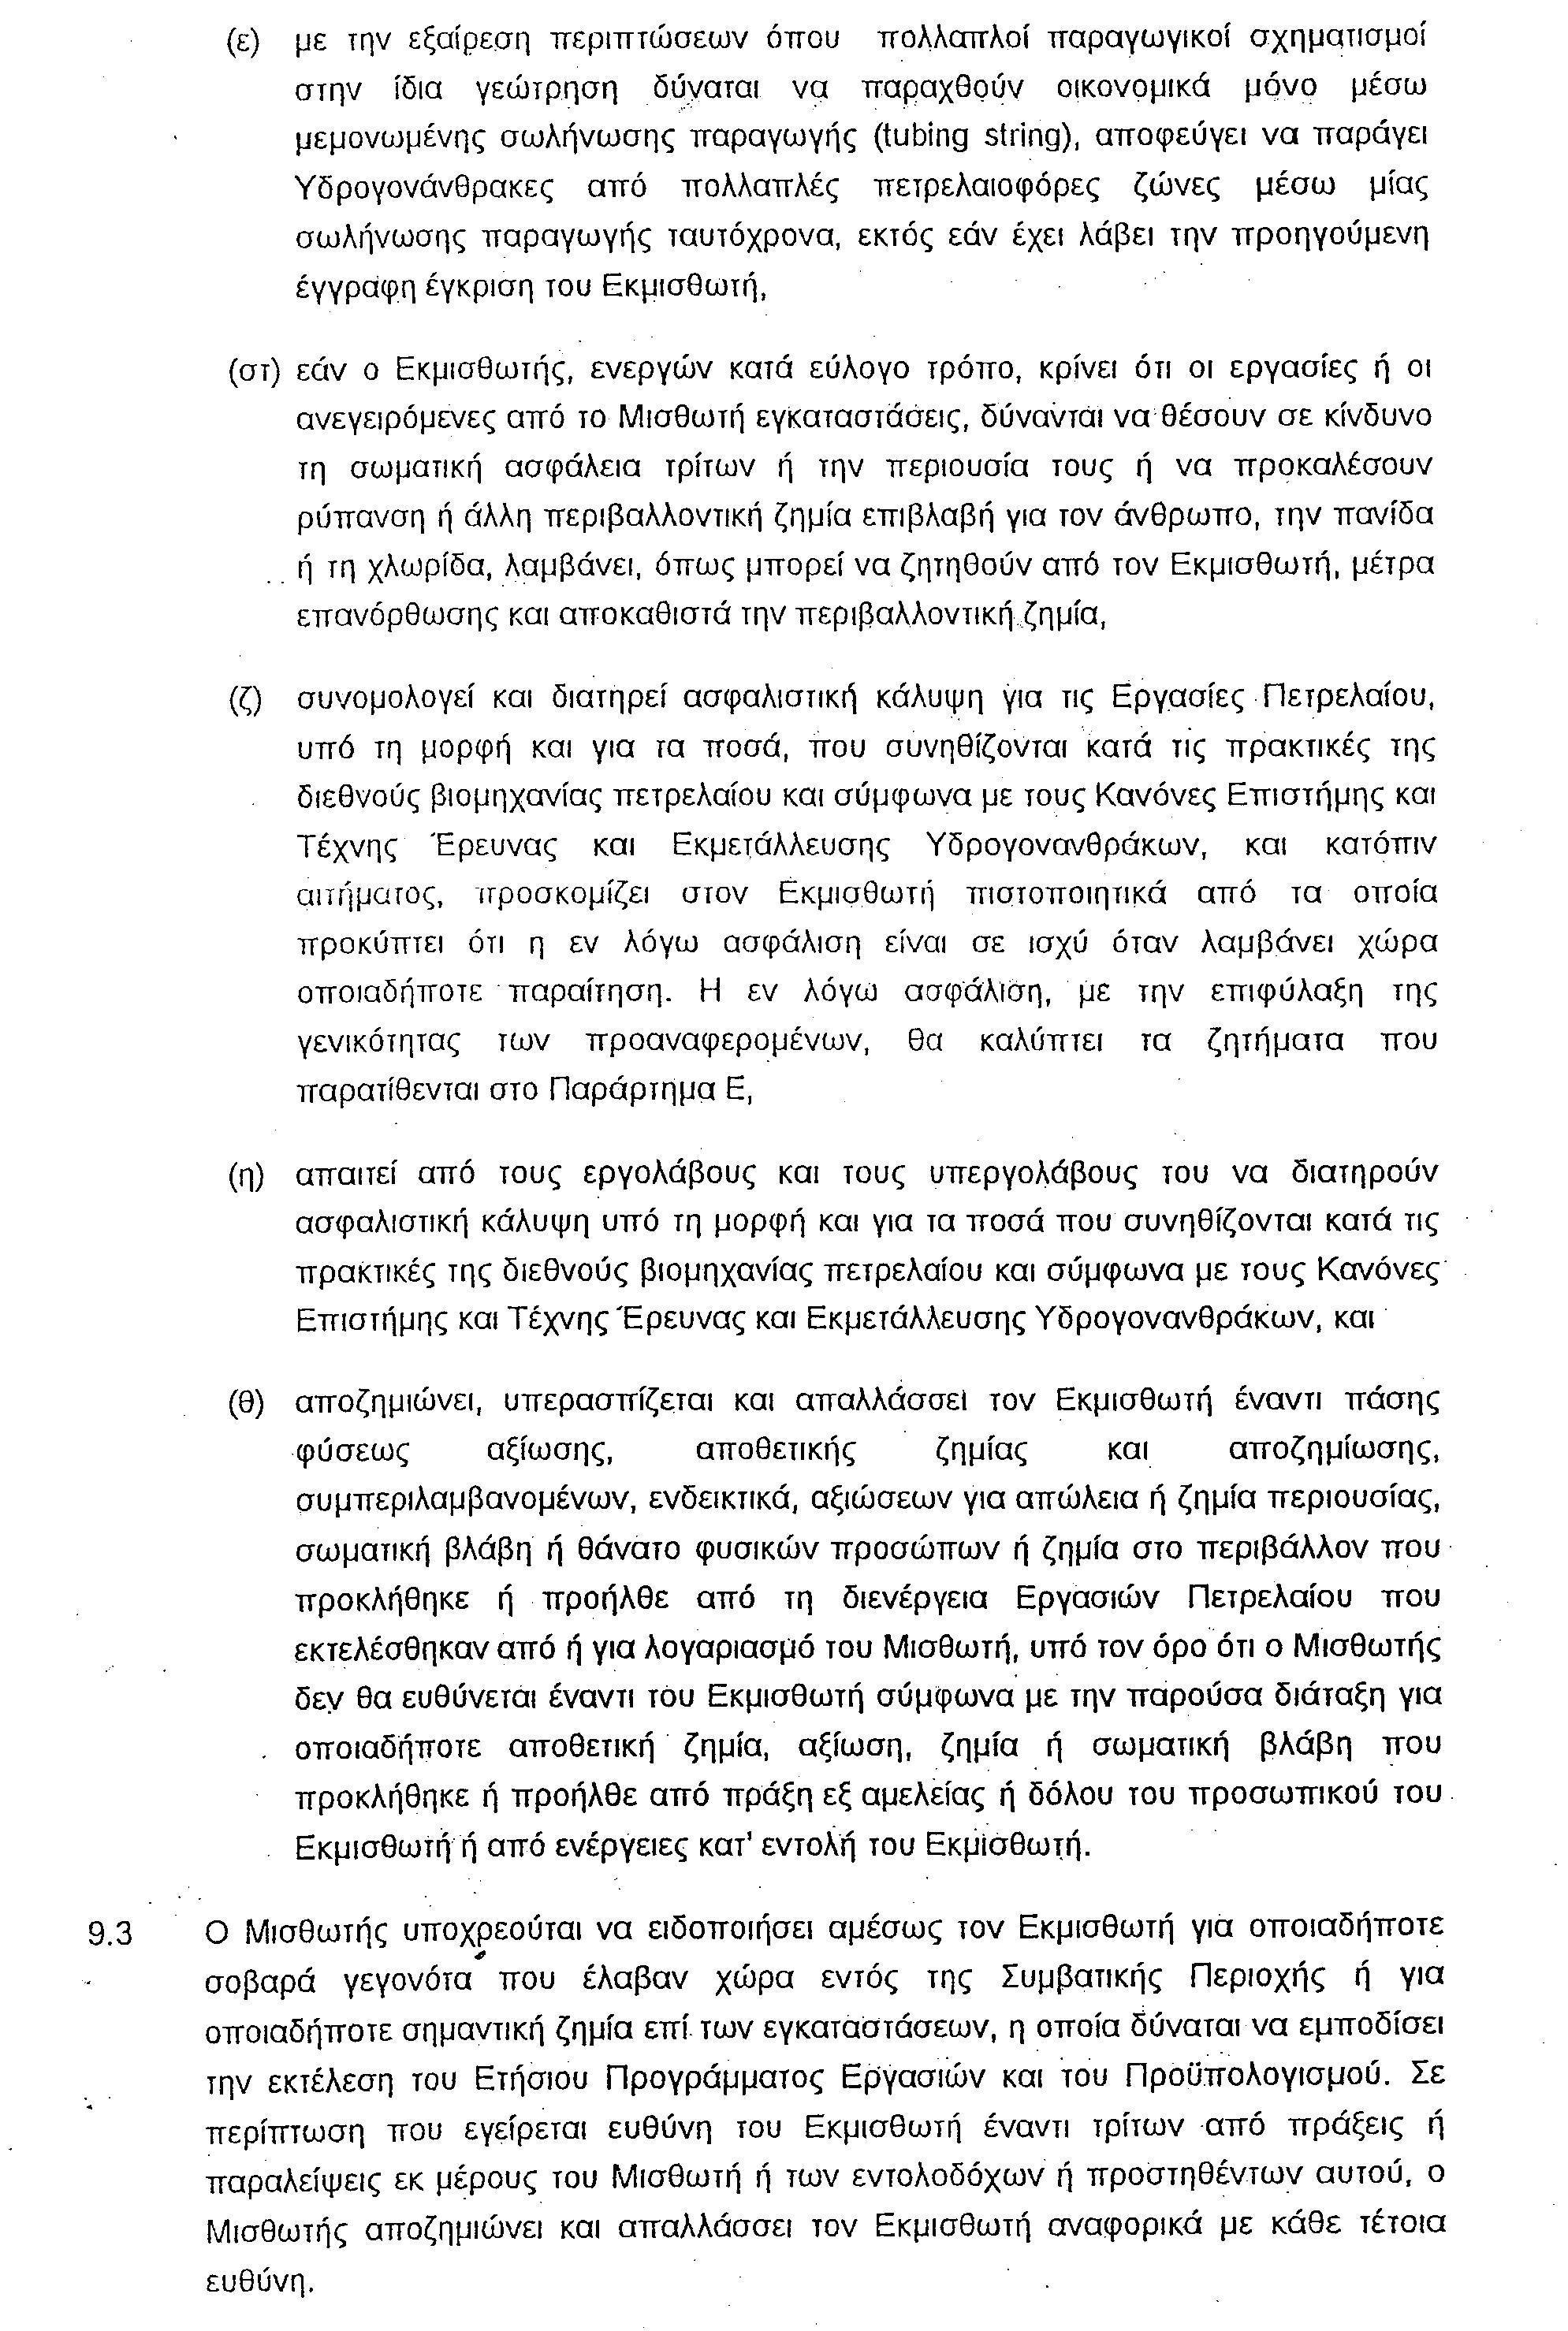 (ε) με την εξαίρεση περιπτώσεων όπου πολλαπλοί παραγωγικοί σχηματισμοί
στην ίδια γεώτρηση δύναται να παραχθούν οικονομικά μόνο μέσω
μεμονωμένης σωλήνωσης παραγωγής (tubing string), αποφεύγει να παράγει
Υδρογονάνθρακες από πολλαπλές πετρελαιοφόρες ζώνες μέσω μίας
σωλήνωσης παραγωγής ταυτόχρονα, εκτός εάν έχει λάβει την προηγούμενη
έγγραφη έγκριση του Εκμισθωτή,
(στ) εάν ο Εκμισθωτής, ενεργών κατά εύλογο τρόπο, κρίνει ότι οι εργασίες ή οι
ανεγειρόμενες από το Μισθωτή εγκαταστάσεις, δύνανται να θέσουν σε κίνδυνο
τη σωματική ασφάλεια τρίτων ή την περιουσία τους ή να προκαλέσουν
ρύπανση ή άλλη περιβαλλοντική ζημία επιβλαβή για τον άνθρωπο, την πανίδα
ή τη χλωρίδα, λαμβάνει, όπως μπορεί να ζητηθούν από τον Εκμισθωτή, μέτρα
επανόρθωσης και αποκαθιστά την περιβαλλοντική ζημία,
(ζ) συνομολογεί και διατηρεί ασφαλιστική κάλυψη για τις Εργασίες Πετρελαίου,
υπό τη μορφή και για τα ποσά, που συνηθίζονται κατά τις πρακτικές της
διεθνούς βιομηχανίας πετρελαίου και σύμφωνα με τους Κανόνες Επιστήμης και
Τέχνης Έρευνας και Εκμετάλλευσης Υδρογονανθράκων, και κατόπιν
αιτήματος, προσκομίζει στον Εκμισθωτή πιστοποιητικά από τα οποία
προκύπτει ότι η εν λόγω ασφάλιση είναι σε ισχύ όταν λαμβάνει χώρα
οποιαδήποτε παραίτηση. Η εν λόγω ασφάλιση, με την επιφύλαξη της
γενικότητας των προαναφερομένων, θα καλύπτει τα ζητήματα που
παρατίθενται στο Παράρτημα Ε,
(η) απαιτεί από τους εργολάβους και τους υπεργολάβους του να διατηρούν
ασφαλιστική κάλυψη υπό τη μορφή και για τα ποσά που συνηθίζονται κατά τις
πρακτικές της διεθνούς βιομηχανίας πετρελαίου και σύμφωνα με τους Κανόνες
Επιστήμης και Τέχνης Έρευνας και Εκμετάλλευσης Υδρογονανθράκων, και
(θ) αποζημιώνει, υπερασπίζεται και απαλλάσσει τον Εκμισθωτή έναντι πάσης
φύσεως αξίωσης, αποθετικής ζημίας και αποζημίωσης,
συμπεριλαμβανομένων, ενδεικτικά, αξιώσεων για απώλεια ή ζημία περιουσίας,
σωματική βλάβη ή θάνατο φυσικών προσώπων ή ζημία στο περιβάλλον που
προκλήθηκε ή προήλθε από τη διενέργεια Εργασιών Πετρελαίου που
εκτελέσθηκαν από ή για λογαριασμό του Μισθωτή, υπό τον όρο ότι ο Μισθωτής
δεν θα ευθύνεται έναντι του Εκμισθωτή σύμφωνα με την παρούσα διάταξη για
οποιαδήποτε αποθετική ζημία, αξίωση, ζημία ή σωματική βλάβη που
προκλήθηκε ή προήλθε από πράξη εξ αμελείας ή δόλου του προσωπικού του
Εκμισθωτή ή από ενέργειες κατ' εντολή του Εκμισθωτή.
9.3 Ο Μισθωτής υποχρεούται να ειδοποιήσει αμέσως τον Εκμισθωτή για οποιαδήποτε
σοβαρά γεγονότα που έλαβαν χώρα εντός της Συμβατικής Περιοχής ή για
οποιαδήποτε σημαντική ζημία επί των εγκαταστάσεων, η οποία δύναται να εμποδίσει
την εκτέλεση του Ετήσιου Προγράμματος Εργασιών και του Προϋπολογισμού. Σε
περίπτωση που εγείρεται ευθύνη του Εκμισθωτή έναντι τρίτων από πράξεις ή
παραλείψεις εκ μέρους του Μισθωτή ή των εντολοδόχων ή προστηθέντων αυτού, ο
Μισθωτής αποζημιώνει και απαλλάσσει τον Εκμισθωτή αναφορικά με κάθε τέτοια
ευθύνη.